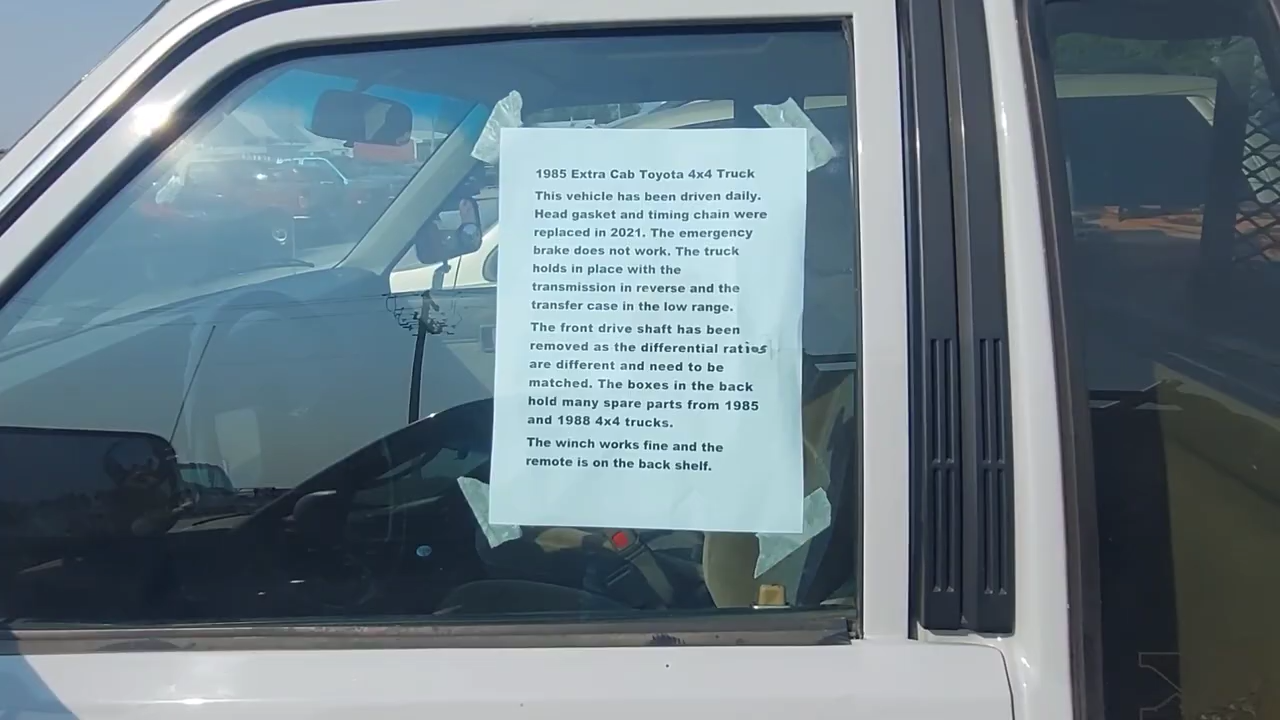 1985 Extra Cab Toyota 4x4 Truck
This vehicle has been driven daily.
Head gasket and timing chain were
replaced in 2021. The emergency
brake does not work. The truck
holds in place with the
transmission in reverse and the
transfer case in the low range.
The front drive shaft has been
removed as the differential ratios
are different and need to be
matched. The boxes in the back
hold many spare parts from 1985
and 1988 4x4 trucks.
The winch works fine and the
remote is on the back shelf.